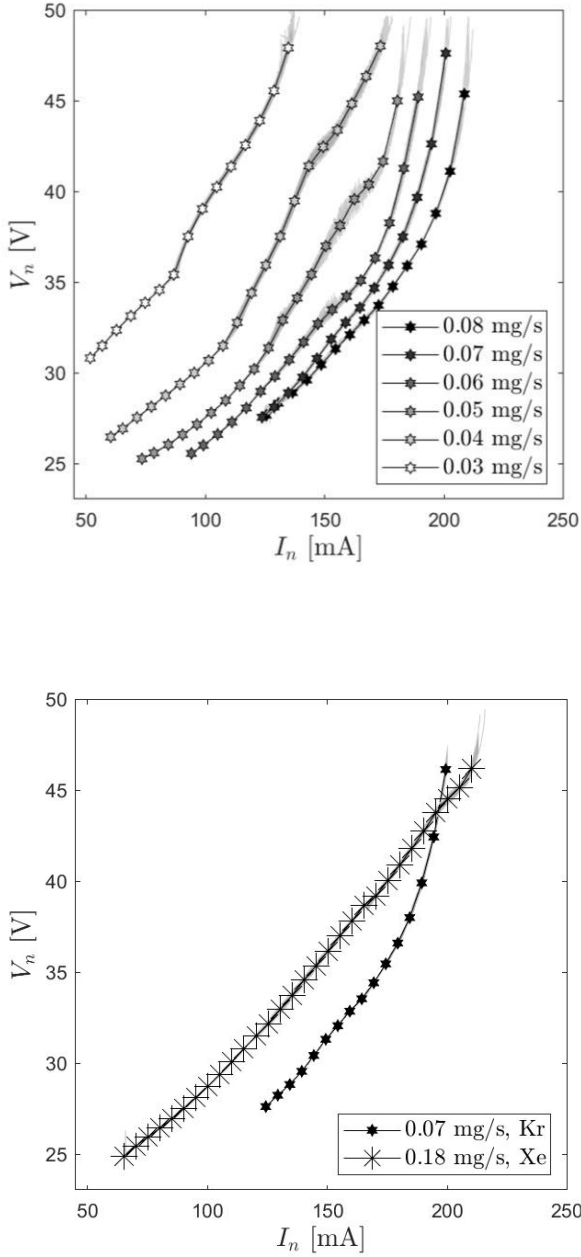 50
45
40
35
30
25
V_n [V]
0.08 mg/s
0.07 mg/s
0.06 mg/s
0.05 mg/s
0.04 mg/s
0.03 mg/s
50 100 150 200 250
I_n [mA]
50
45
40
35
30
25
V_n [V]
0.07 mg/s, Kr
0.18 mg/s, Xe
50 100 150 200 250
I_n [mA]